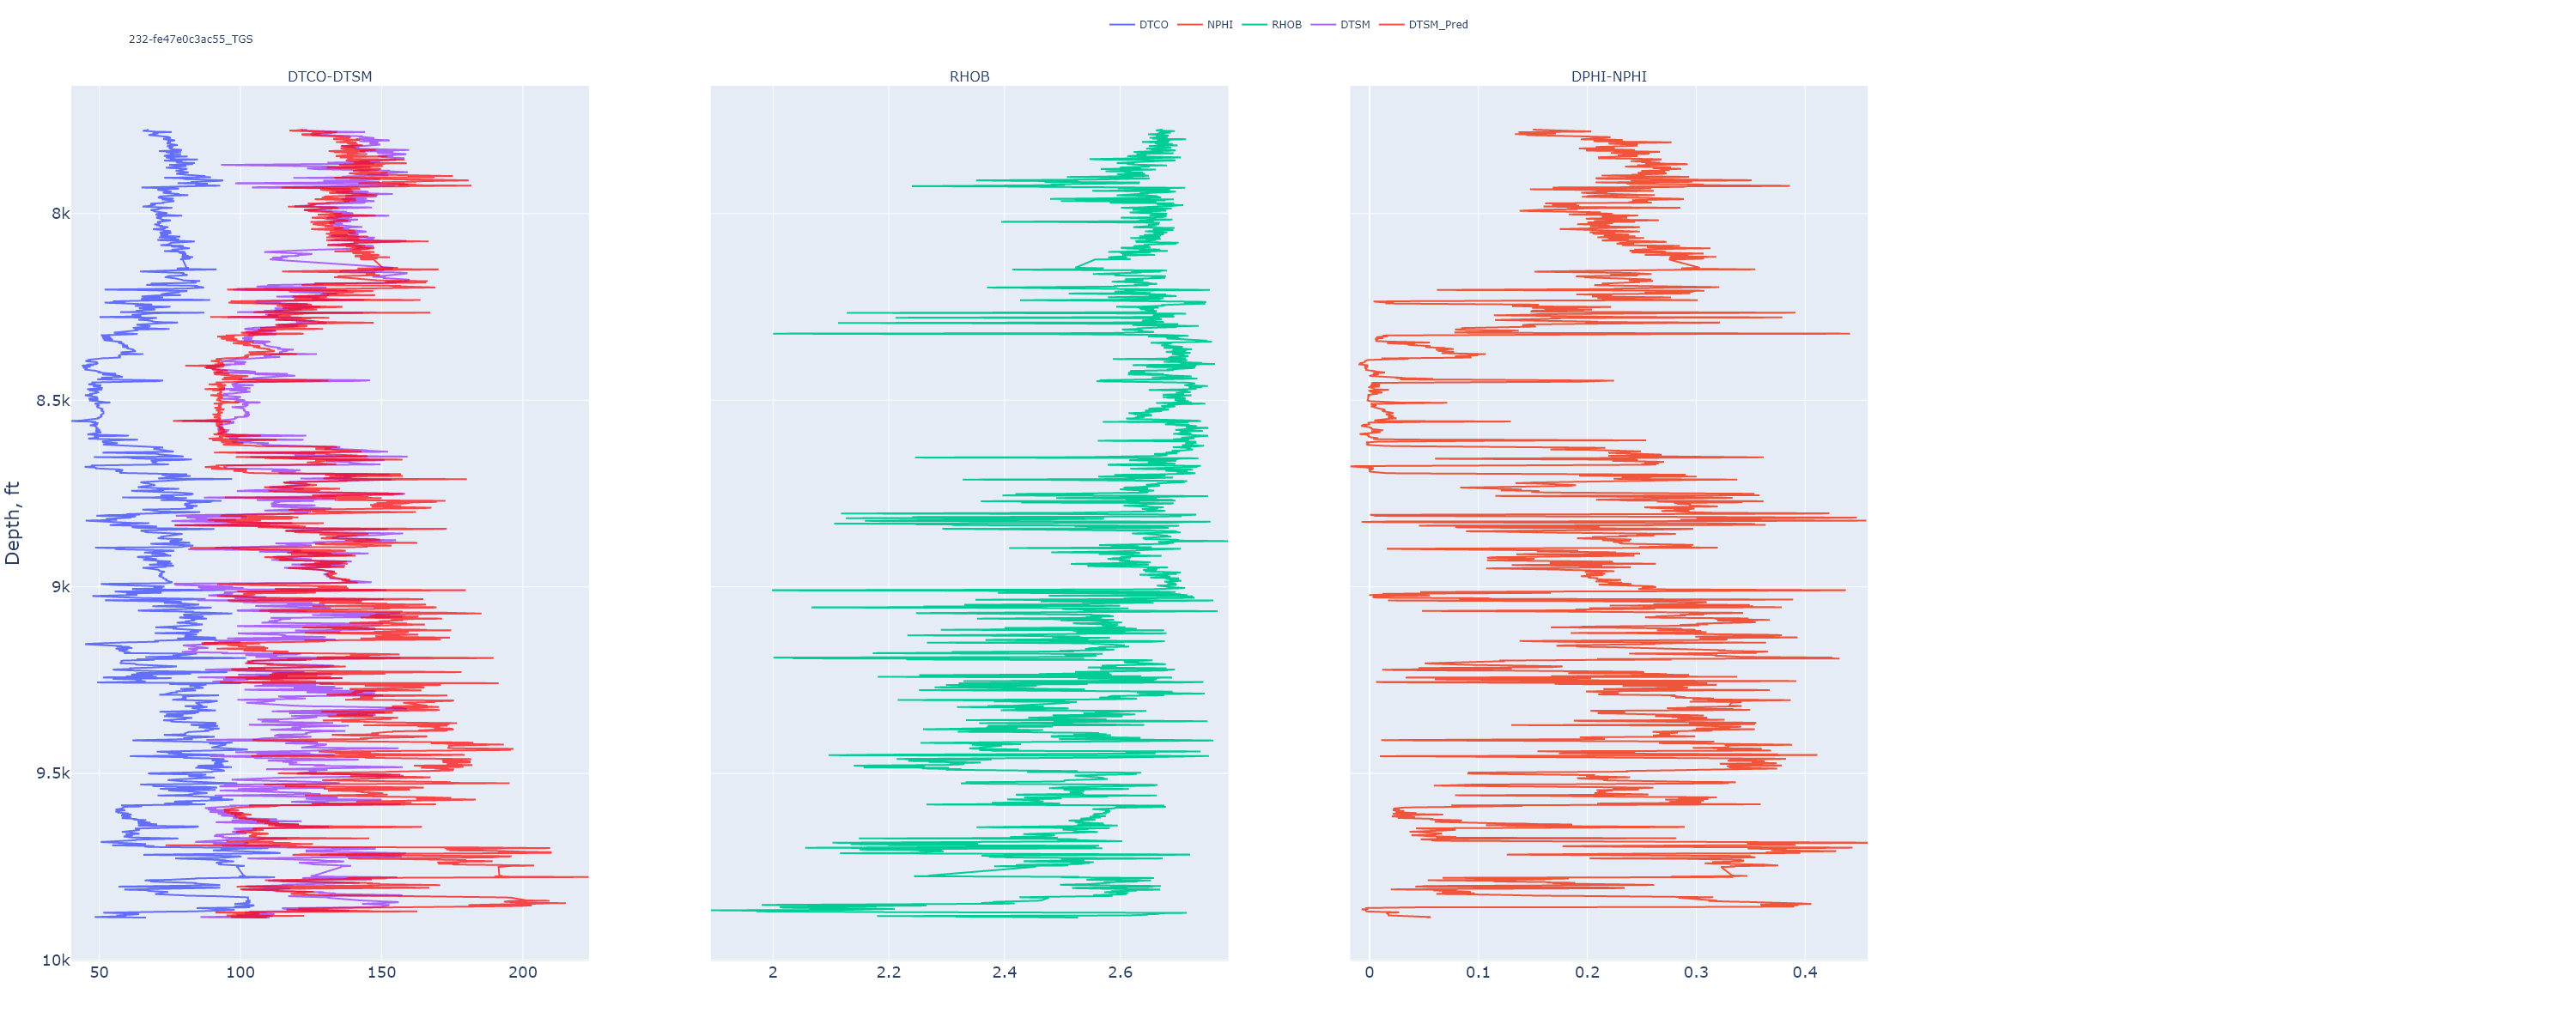 DTCO NPHI RHOB DTSM DTSM_Pred
232-fe47e0c3ac55_TGS
DTCO-DTSM RHOB DPHI-NPHI
8k
8.5k
Depth, ft
9k
9.5k
10k
50 100 150 200 2 2.2 2.4 2.6 0 0.1 0.2 0.3 0.4